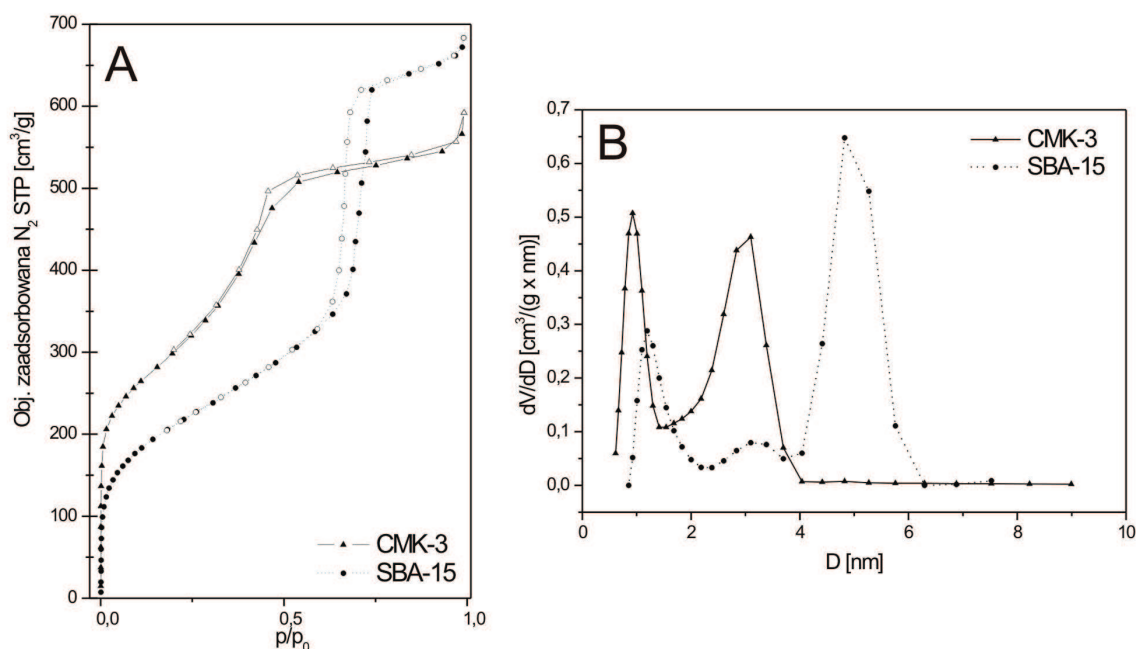 A
700
600
500
400
300
200
100
0
Obj. zaadsorbowana N2 STP [cm3/g]
0,0
0,5
1,0
p/p0
CMK-3
SBA-15
B
0,7
0,6
0,5
0,4
0,3
0,2
0,1
0,0
dV/dD [cm3/(g x nm)]
0
2
4
6
8
10
D [nm]
CMK-3
SBA-15